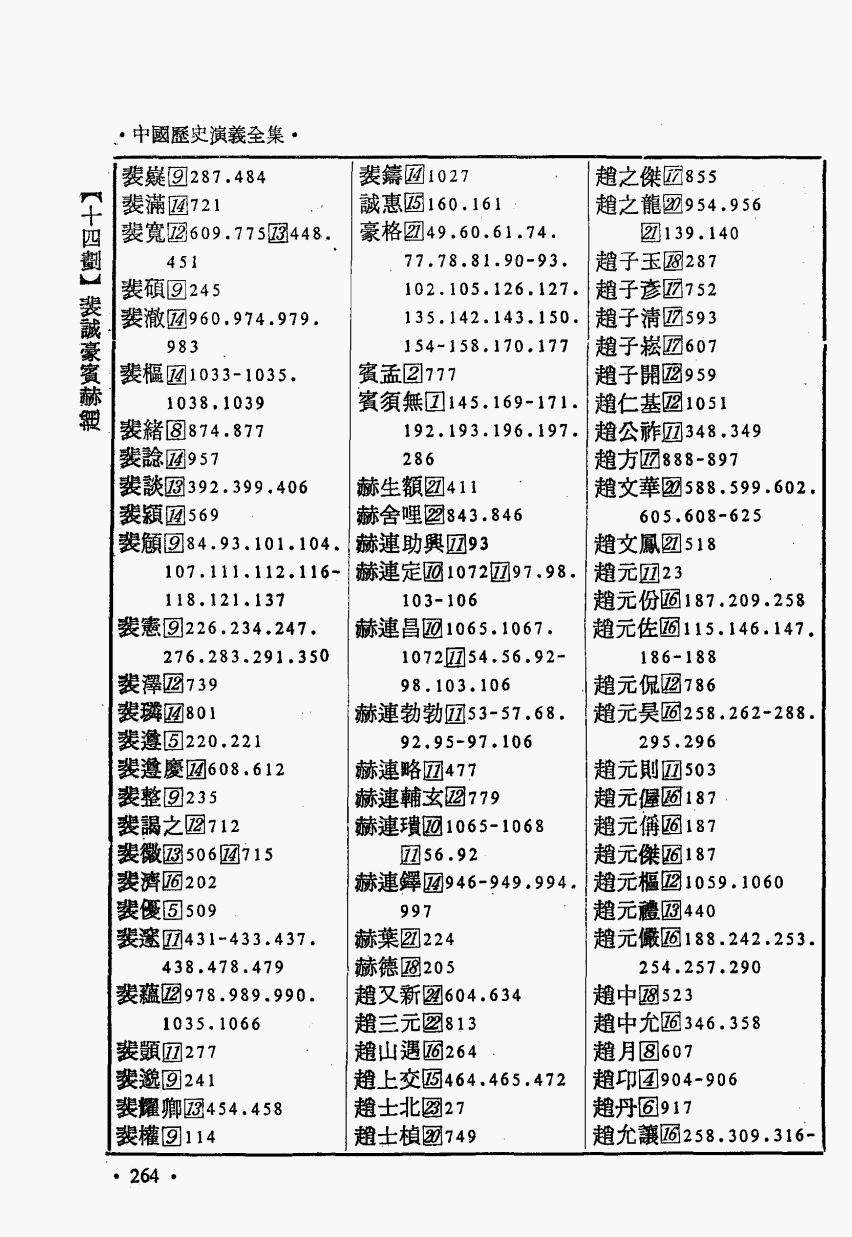 ·中國歷史演義全集·
【十四劃】裴誠豪賓赫趙
裴嶷⑨287.484
裴滿⑭721
裴寬⑫609.775⑬448.
451
裴碩⑨245
裴澈⑭960.974.979.
983
裴樞⑭1033-1035.
1038.1039
裴緒⑧874.877
裴諗⑭957
裴談⑬392.399.406
裴潁⑭569
裴頠⑨84.93.101.104.
107.111.112.116-
118.121.137
裴憲⑨226.234.247.
276.283.291.350
裴澤⑫739
裴璘⑭801
裴遵⑤220.221
裴遵慶⑭608.612
裴整⑨235
裴謁之⑫712
裴徽⑬506⑭715
裴濟⑯202
裴優⑤509
裴邃⑪431-433.437.
438.478.479
裴蘊⑫978.989.990.
1035.1066
裴顗⑪277
裴邈⑨241
裴耀卿⑬454.458
裴權⑨114
裴鑄⑭1027
誠惠⑮160.161
豪格㉑49.60.61.74.
77.78.81.90-93.
102.105.126.127.
135.142.143.150.
154-158.170.177
賓孟②777
賓須無①145.169-171.
192.193.196.197.
286
赫生額㉑411
赫舍哩㉒843.846
赫連助興⑪93
赫連定⑩1072⑪97.98.
103-106
赫連昌⑩1065.1067.
1072⑪54.56.92-
98.103.106
赫連勃勃⑪53-57.68.
92.95-97.106
赫連略⑪477
赫連輔玄⑫779
赫連璝⑩1065-1068
⑪56.92
赫連鐸⑭946-949.994.
997
赫葉㉑224
赫德⑱205
趙又新㉔604.634
趙三元㉒813
趙山遇⑯264
趙上交⑮464.465.472
趙士北㉓27
趙士楨⑳749
趙之傑⑰855
趙之龍⑳954.956
㉑139.140
趙子玉⑱287
趙子彥⑰752
趙子淸⑰593
趙子崧⑰607
趙子開⑫959
趙仁基⑫1051
趙公祚⑪348.349
趙方⑰888-897
趙文華⑳588.599.602.
605.608-625
趙文鳳㉑518
趙元⑪23
趙元份⑯187.209.258
趙元佐⑯115.146.147.
186-188
趙元侃⑫786
趙元昊⑯258.262-288.
295.296
趙元則⑪503
趙元偓⑯187
趙元偁⑯187
趙元傑⑯187
趙元樞⑫1059.1060
趙元禮⑬440
趙元儼⑯188.242.253.
254.257.290
趙中⑱523
趙中允⑯346.358
趙月⑧607
趙卬④904-906
趙丹⑥917
趙允讓⑯258.309.316-
·264·